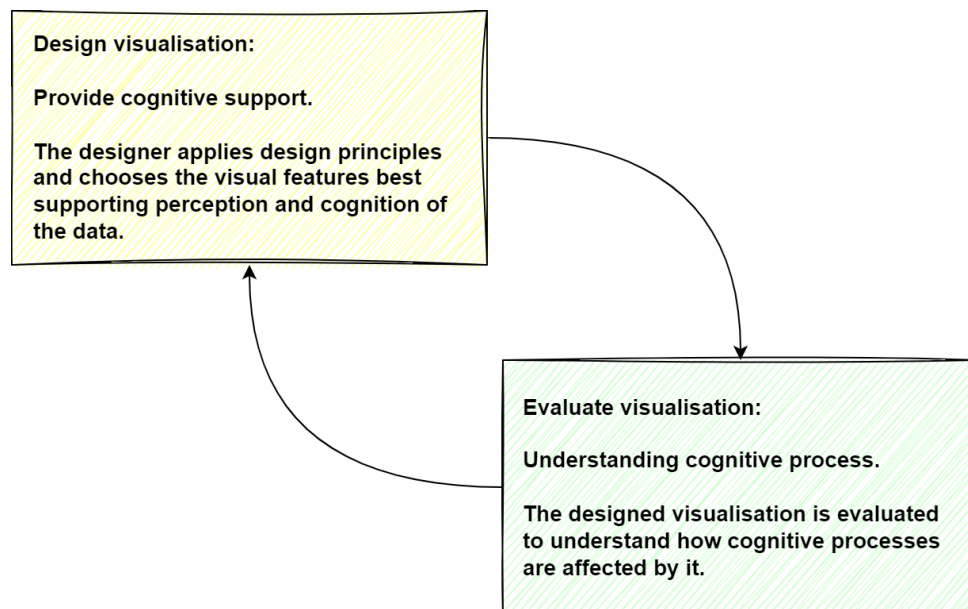 Design visualisation:
Provide cognitive support.
The designer applies design principles
and chooses the visual features best
supporting perception and cognition of
the data.
Evaluate visualisation:
Understanding cognitive process.
The designed visualisation is evaluated
to understand how cognitive processes
are affected by it.